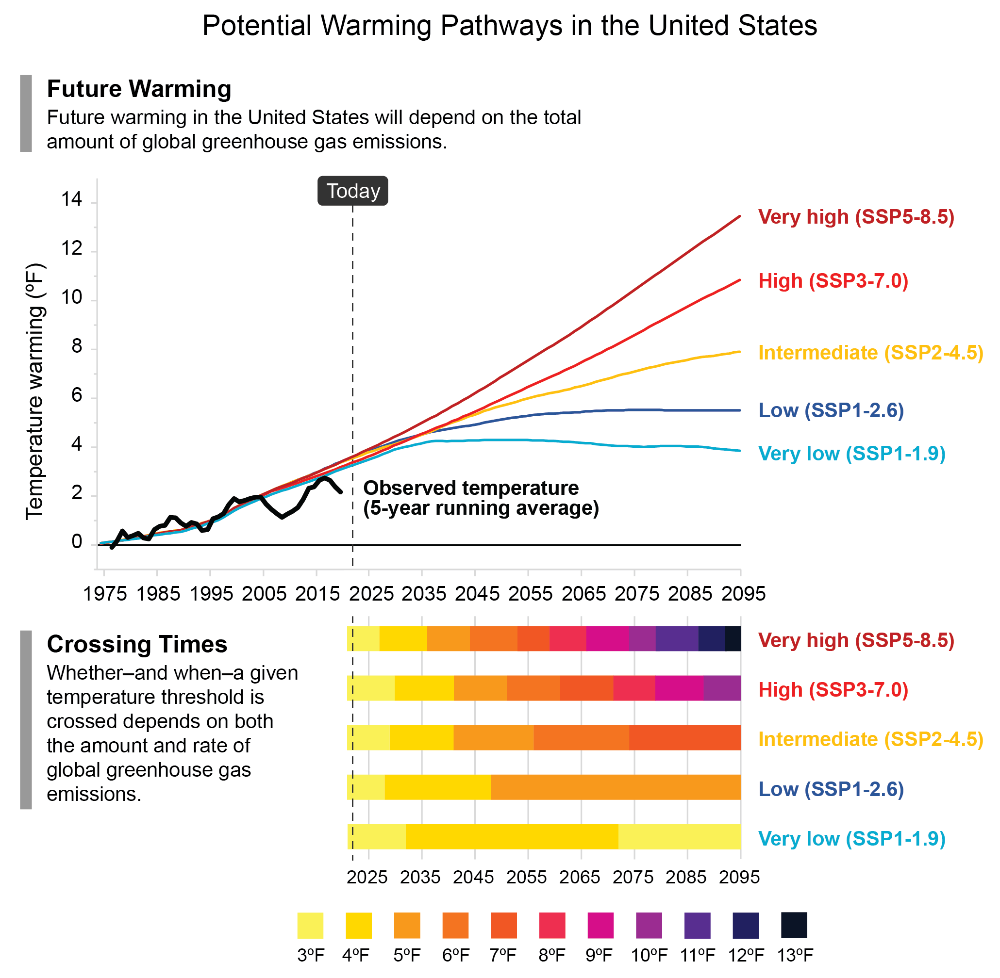 Potential Warming Pathways in the United States
Future Warming
Future warming in the United States will depend on the total
amount of global greenhouse gas emissions.
Today
Temperature warming (ºF)
14
12
10
8
6
4
2
0
Very high (SSP5-8.5)
High (SSP3-7.0)
Intermediate (SSP2-4.5)
Low (SSP1-2.6)
Very low (SSP1-1.9)
Observed temperature
(5-year running average)
1975 1985 1995 2005 2015 2025 2035 2045 2055 2065 2075 2085 2095
Crossing Times
Whether–and when–a given
temperature threshold is
crossed depends on both
the amount and rate of
global greenhouse gas
emissions.
Very high (SSP5-8.5)
High (SSP3-7.0)
Intermediate (SSP2-4.5)
Low (SSP1-2.6)
Very low (SSP1-1.9)
2025 2035 2045 2055 2065 2075 2085 2095
3ºF 4ºF 5ºF 6ºF 7ºF 8ºF 9ºF 10ºF 11ºF 12ºF 13ºF